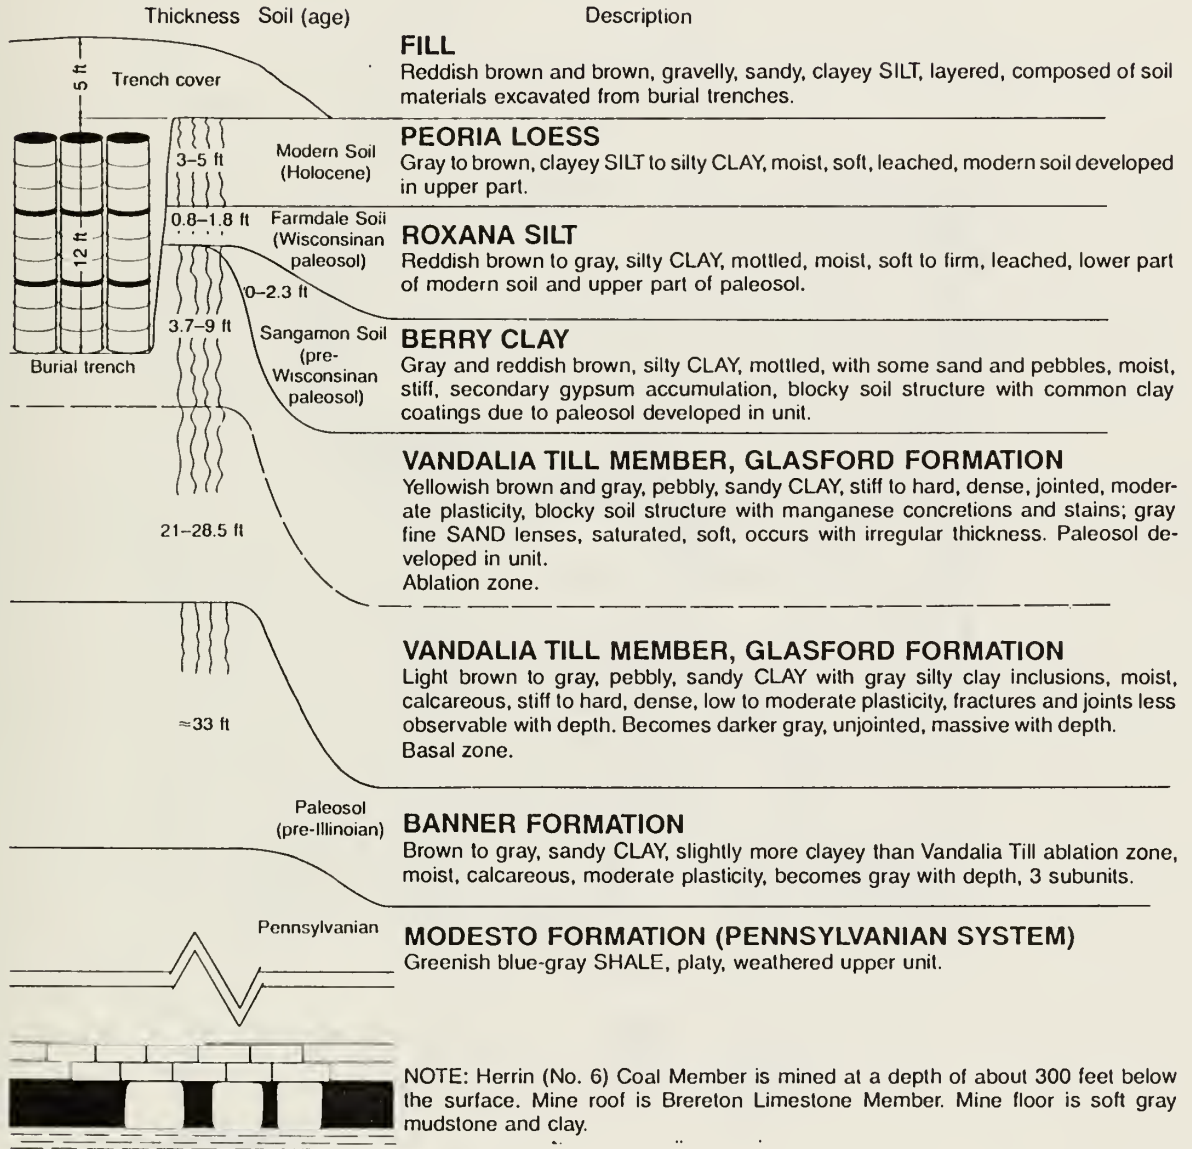 Thickness Soil (age) Description
FILL
5 ft
Trench cover
Reddish brown and brown, gravelly, sandy, clayey SILT, layered, composed of soil
materials excavated from burial trenches.
PEORIA LOESS
3–5 ft
Modern Soil
(Holocene)
Gray to brown, clayey SILT to silty CLAY, moist, soft, leached, modern soil developed
in upper part.
0.8–1.8 ft
Farmdale Soil
(Wisconsinan
paleosol)
12 ft
ROXANA SILT
Reddish brown to gray, silty CLAY, mottled, moist, soft to firm, leached, lower part
of modern soil and upper part of paleosol.
0–2.3 ft
3.7–9 ft
Sangamon Soil
(pre-
Wisconsinan
paleosol)
Burial trench
BERRY CLAY
Gray and reddish brown, silty CLAY, mottled, with some sand and pebbles, moist,
stiff, secondary gypsum accumulation, blocky soil structure with common clay
coatings due to paleosol developed in unit.
VANDALIA TILL MEMBER, GLASFORD FORMATION
Yellowish brown and gray, pebbly, sandy CLAY, stiff to hard, dense, jointed, moder-
ate plasticity, blocky soil structure with manganese concretions and stains; gray
fine SAND lenses, saturated, soft, occurs with irregular thickness. Paleosol de-
veloped in unit.
Ablation zone.
21–28.5 ft
VANDALIA TILL MEMBER, GLASFORD FORMATION
Light brown to gray, pebbly, sandy CLAY with gray silty clay inclusions, moist,
calcareous, stiff to hard, dense, low to moderate plasticity, fractures and joints less
observable with depth. Becomes darker gray, unjointed, massive with depth.
Basal zone.
≈33 ft
Paleosol
(pre-Illinoian)
BANNER FORMATION
Brown to gray, sandy CLAY, slightly more clayey than Vandalia Till ablation zone,
moist, calcareous, moderate plasticity, becomes gray with depth, 3 subunits.
Pennsylvanian
MODESTO FORMATION (PENNSYLVANIAN SYSTEM)
Greenish blue-gray SHALE, platy, weathered upper unit.
NOTE: Herrin (No. 6) Coal Member is mined at a depth of about 300 feet below
the surface. Mine roof is Brereton Limestone Member. Mine floor is soft gray
mudstone and clay.